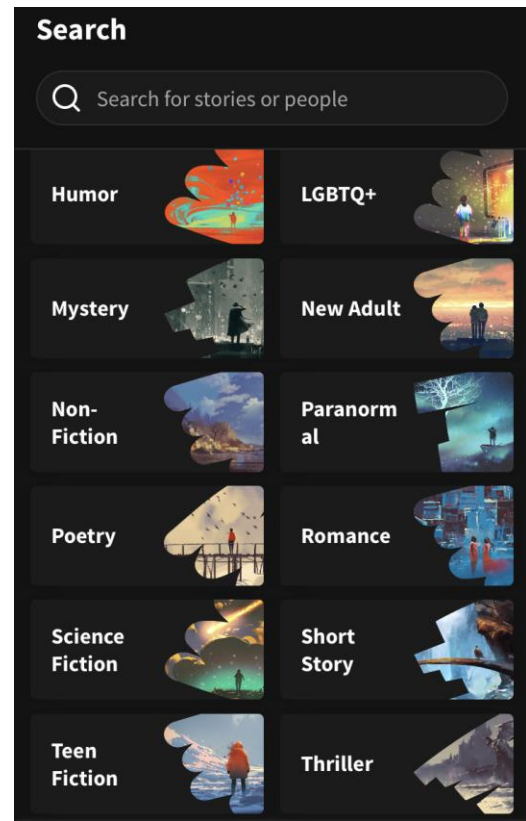 Search
Search for stories or people
Humor
LGBTQ+
Mystery
New Adult
Non-
Fiction
Paranorm
al
Poetry
Romance
Science
Fiction
Short
Story
Teen
Fiction
Thriller